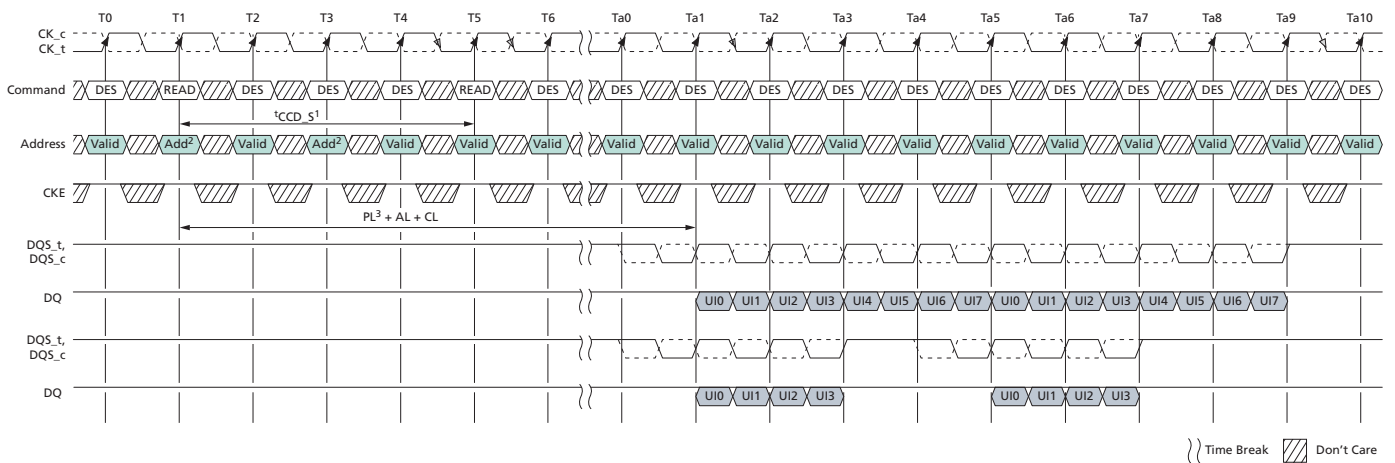 T0 T1 T2 T3 T4 T5 T6 Ta0 Ta1 Ta2 Ta3 Ta4 Ta5 Ta6 Ta7 Ta8 Ta9 Ta10
CK_c
CK_t
Command DES READ DES DES DES READ DES DES DES DES DES DES DES DES DES DES DES DES
tCCD_S1
Address Valid Add2 Valid Add2 Valid Valid Valid Valid Valid Valid Valid Valid Valid Valid Valid Valid Valid Valid
CKE
PL3 + AL + CL
DQS_t,
DQS_c
DQ UI0 UI1 UI2 UI3 UI4 UI5 UI6 UI7 UI0 UI1 UI2 UI3 UI4 UI5 UI6 UI7
DQS_t,
DQS_c
DQ UI0 UI1 UI2 UI3 UI0 UI1 UI2 UI3
Time Break Don't Care